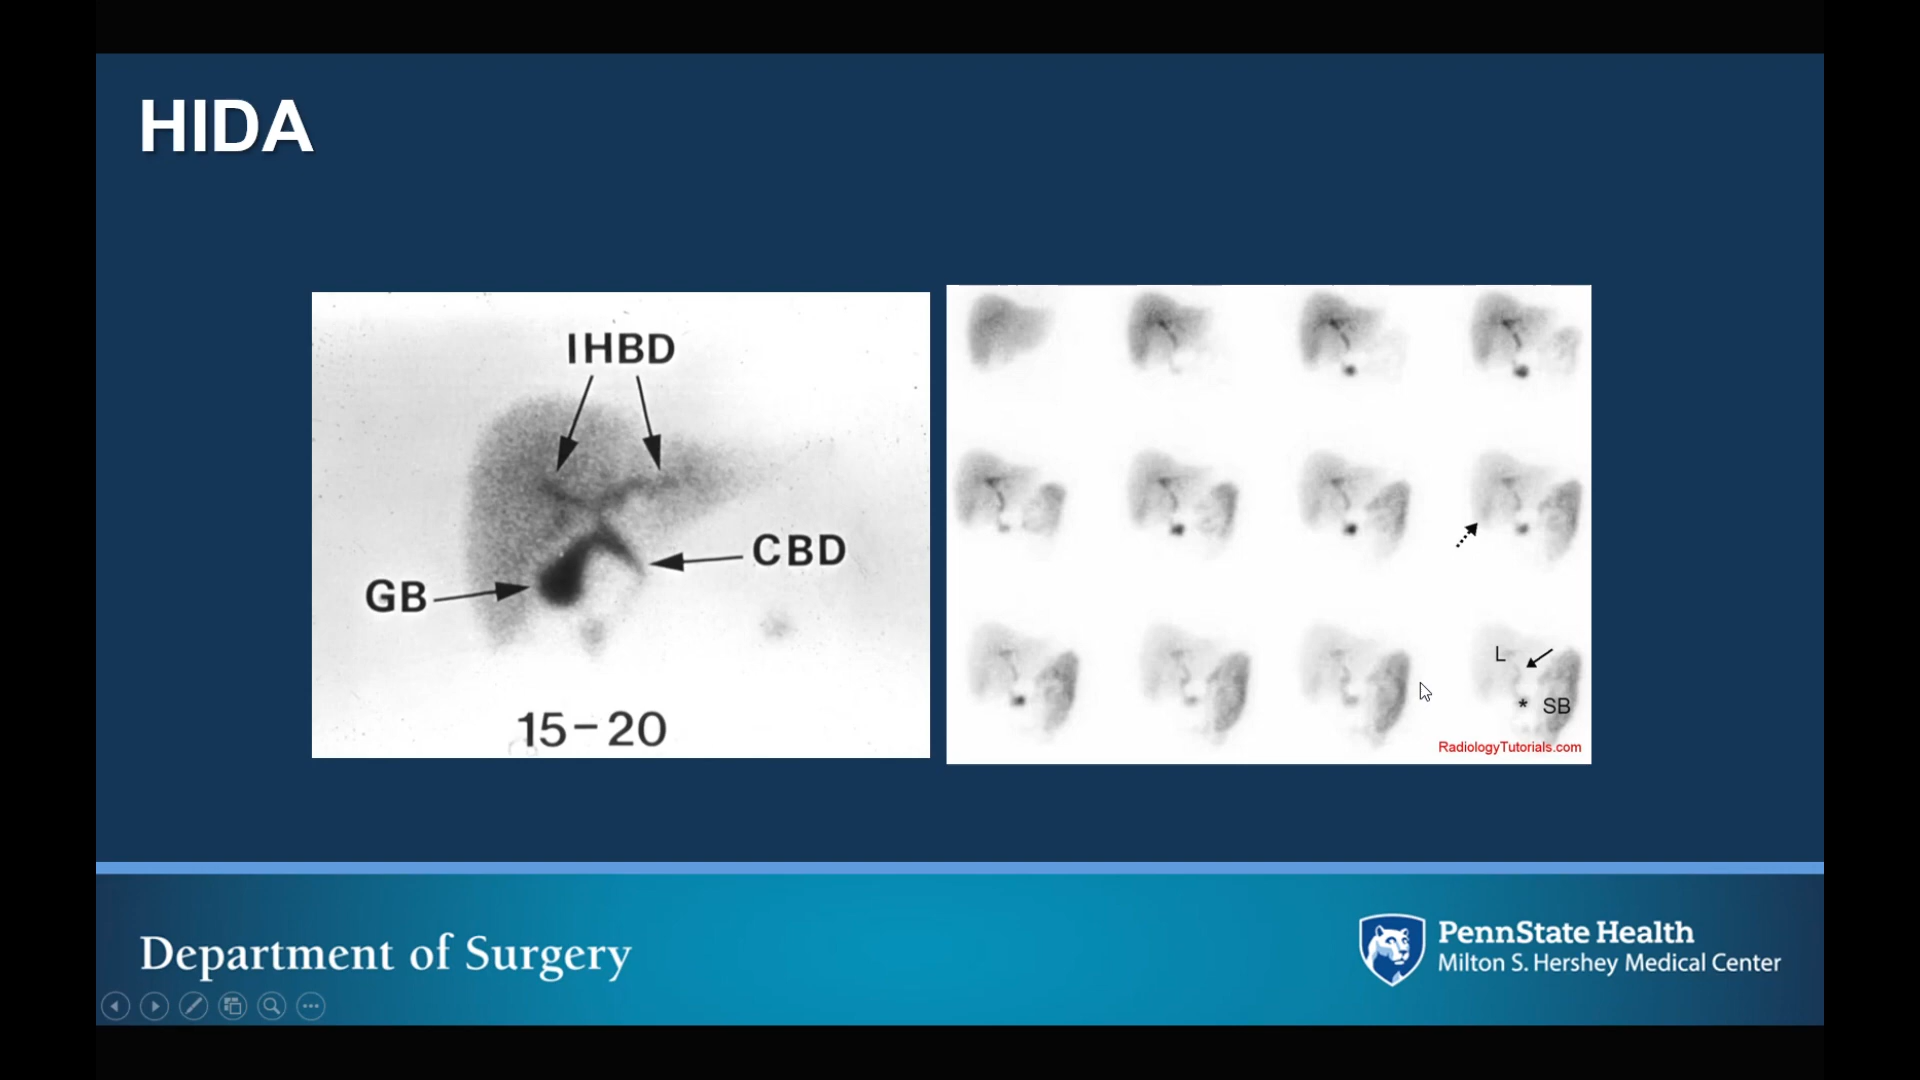 HIDA
IHBD
CBD
GB
15-20
L
* SB
RadiologyTutorials.com
Department of Surgery
PennState Health
Milton S. Hershey Medical Center